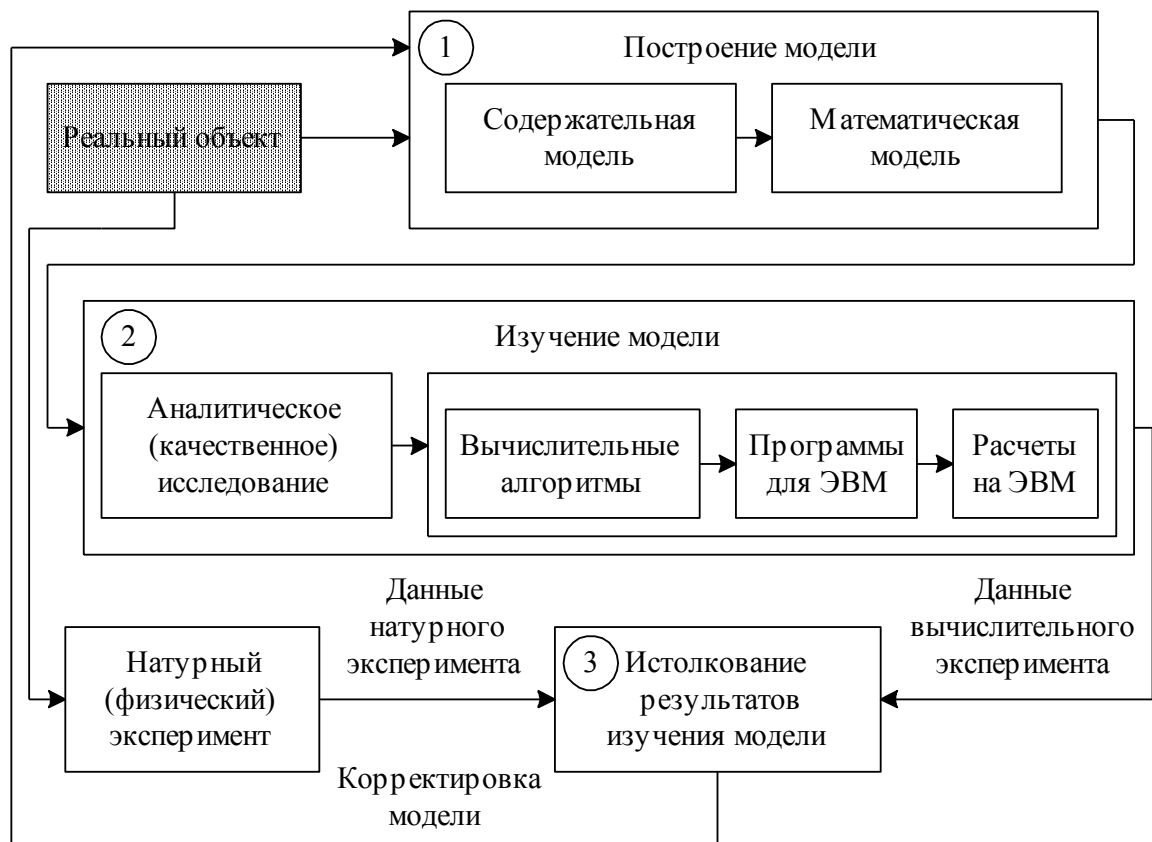 1
Построение модели
Реальный объект
Содержательная
модель
Математическая
модель
2
Изучение модели
Аналитическое
(качественное)
исследование
Вычислительные
алгоритмы
Программы
для ЭВМ
Расчеты
на ЭВМ
Данные
натурного
эксперимента
Данные
вычислительного
эксперимента
Натурный
(физический)
эксперимент
3
Истолкование
результатов
изучения модели
Корректировка
модели